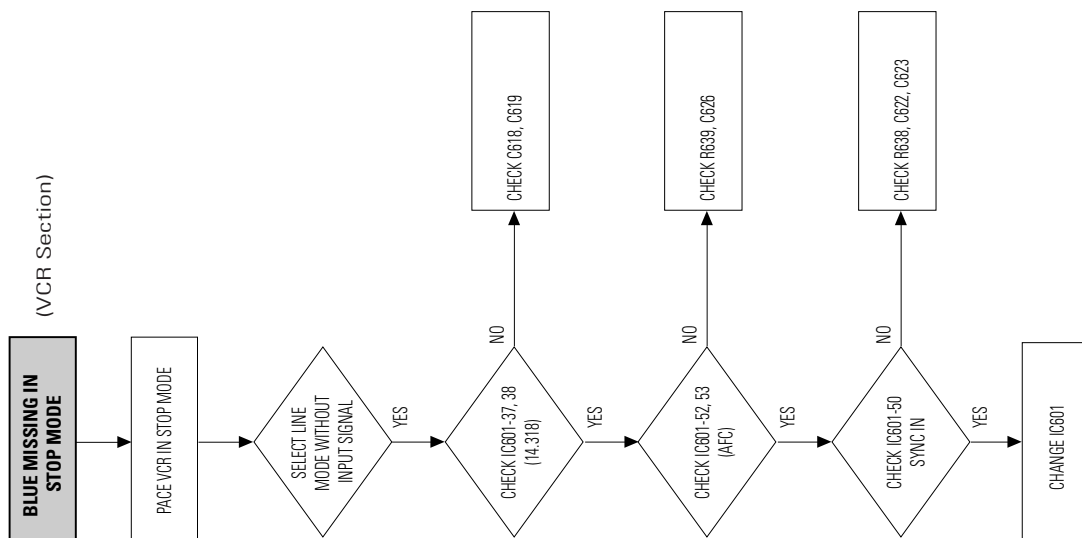 BLUE MISSING IN
STOP MODE
(VCR Section)
PACE VCR IN STOP MODE
SELECT LINE
MODE WITHOUT
INPUT SIGNAL
YES
CHECK IC601-37, 38
(14.318)
NO
CHECK C618, C619
YES
CHECK IC601-52, 53
(AFC)
NO
CHECK R639, C626
YES
CHECK IC601-50
SYNC IN
NO
CHECK R638, C622, C623
YES
CHANGE IC601